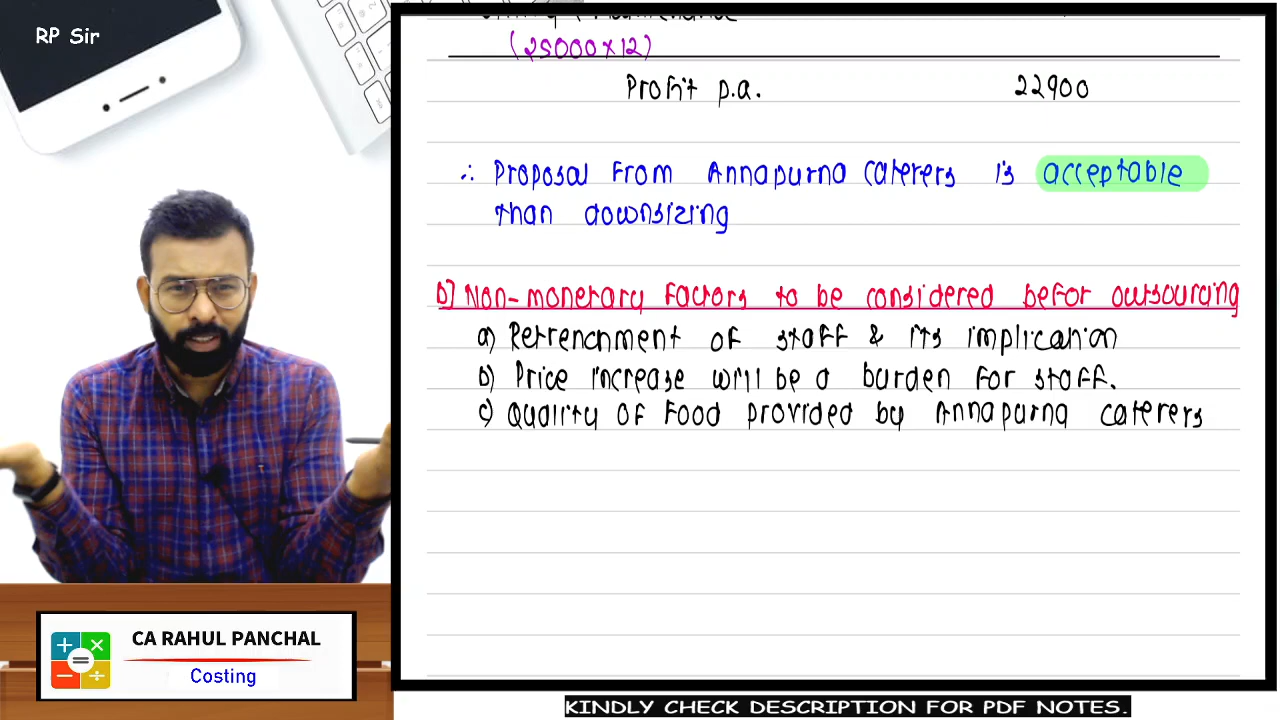 RP Sir
(25000×12)
Profit p.a. 22900
∴ Proposal from Annapurna caterers is acceptable
than downsizing
b) Non-monetary factors to be considered befor outsourcing
a) Retrenchment of staff & its implication
b) Price increase will be a burden for staff.
c) Quality of food provided by Annapurna caterers
CA RAHUL PANCHAL
Costing
KINDLY CHECK DESCRIPTION FOR PDF NOTES.